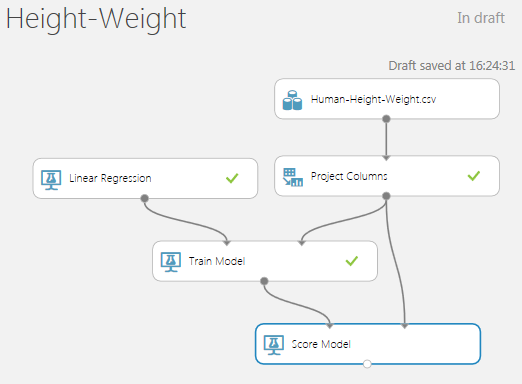 Height-Weight
In draft
Draft saved at 16:24:31
Human-Height-Weight.csv
Linear Regression
Project Columns
Train Model
Score Model